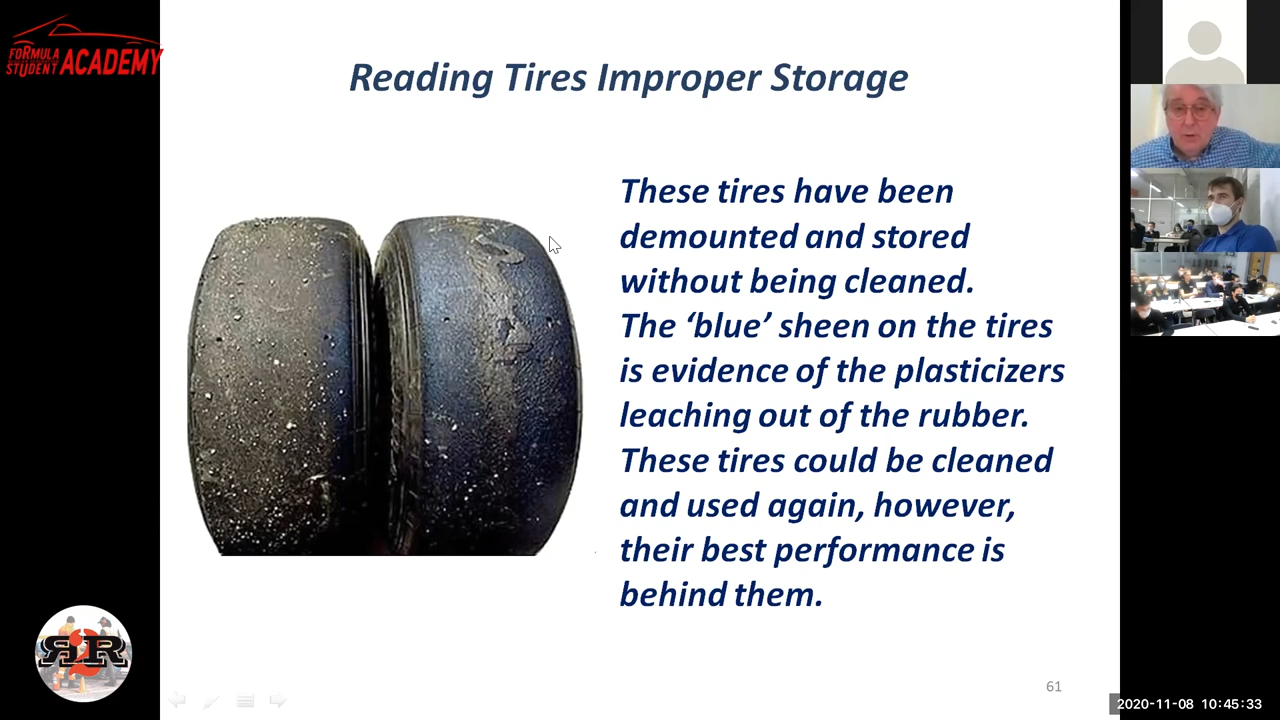 FORMULA
STUDENT ACADEMY
Reading Tires Improper Storage
These tires have been
demounted and stored
without being cleaned.
The ‘blue’ sheen on the tires
is evidence of the plasticizers
leaching out of the rubber.
These tires could be cleaned
and used again, however,
their best performance is
behind them.
R2R
61
2020-11-08 10:45:33